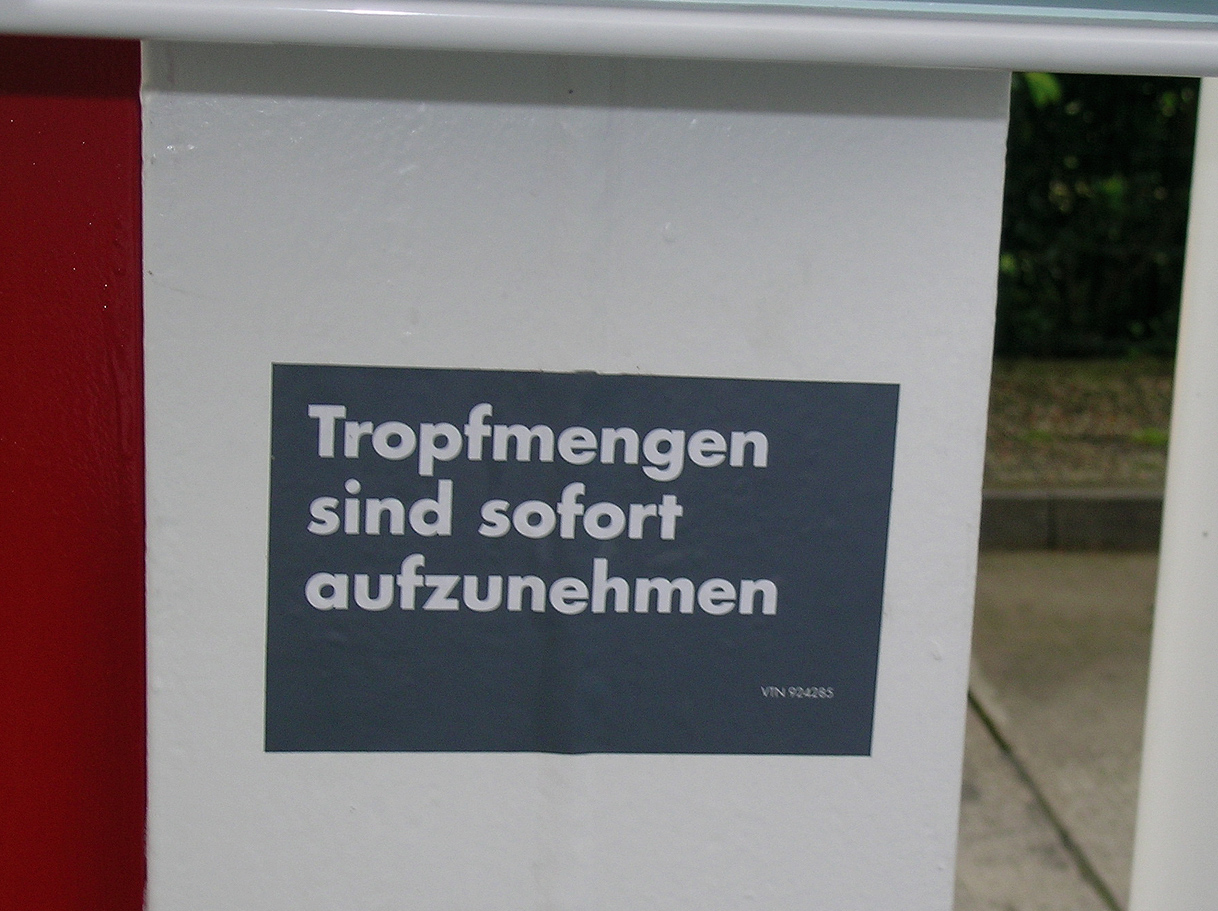 Tropfmengen
sind sofort
aufzunehmen
VTN 924285